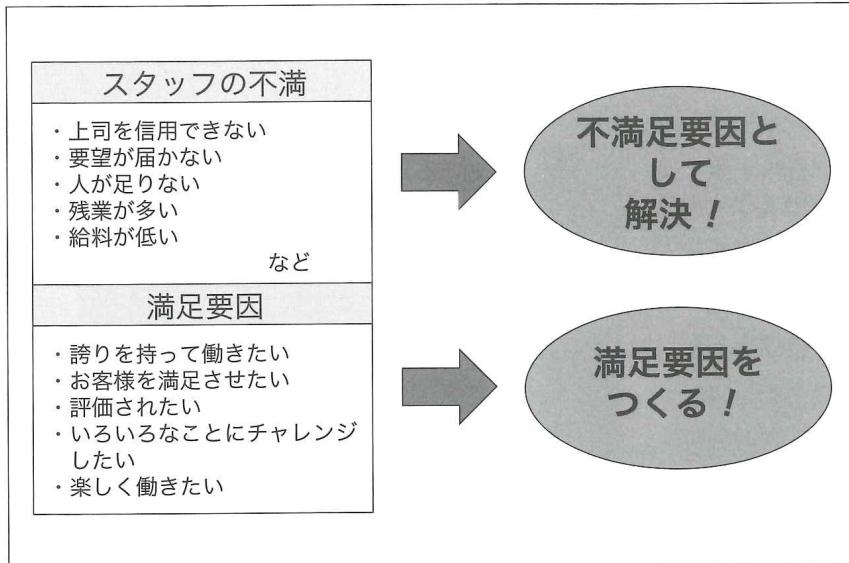 スタッフの不満
・上司を信用できない
・要望が届かない
・人が足りない
・残業が多い
・給料が低い
など
不満足要因と
して
解決！
満足要因
・誇りを持って働きたい
・お客様を満足させたい
・評価されたい
・いろいろなことにチャレンジ
したい
・楽しく働きたい
満足要因を
つくる！